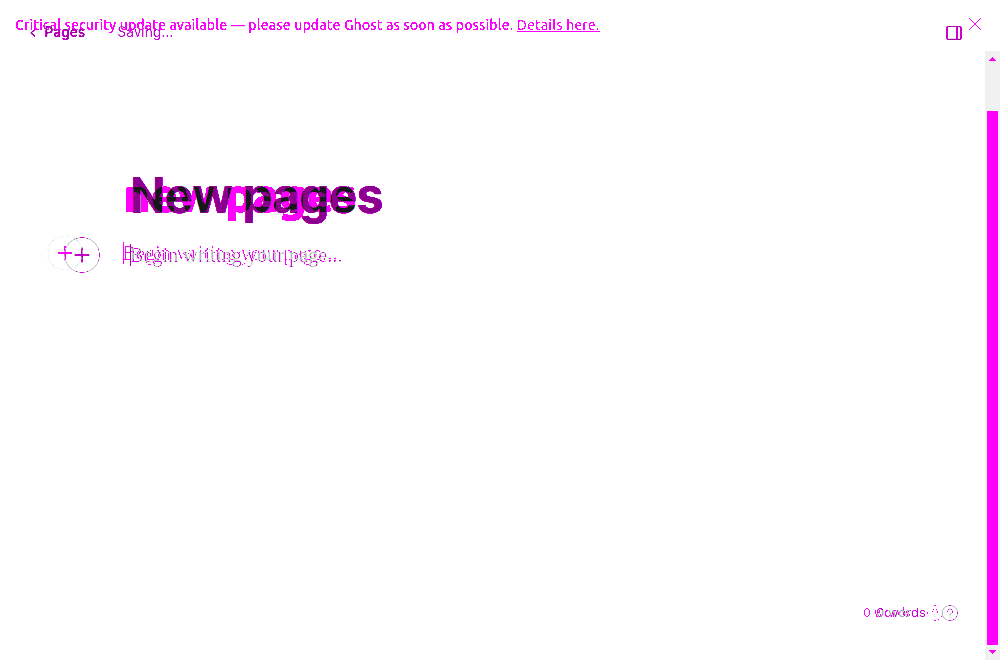 Critical security update available — please update Ghost as soon as possible. Details here.
Pages Saving...
New pages
Begin writing your page...
0 words